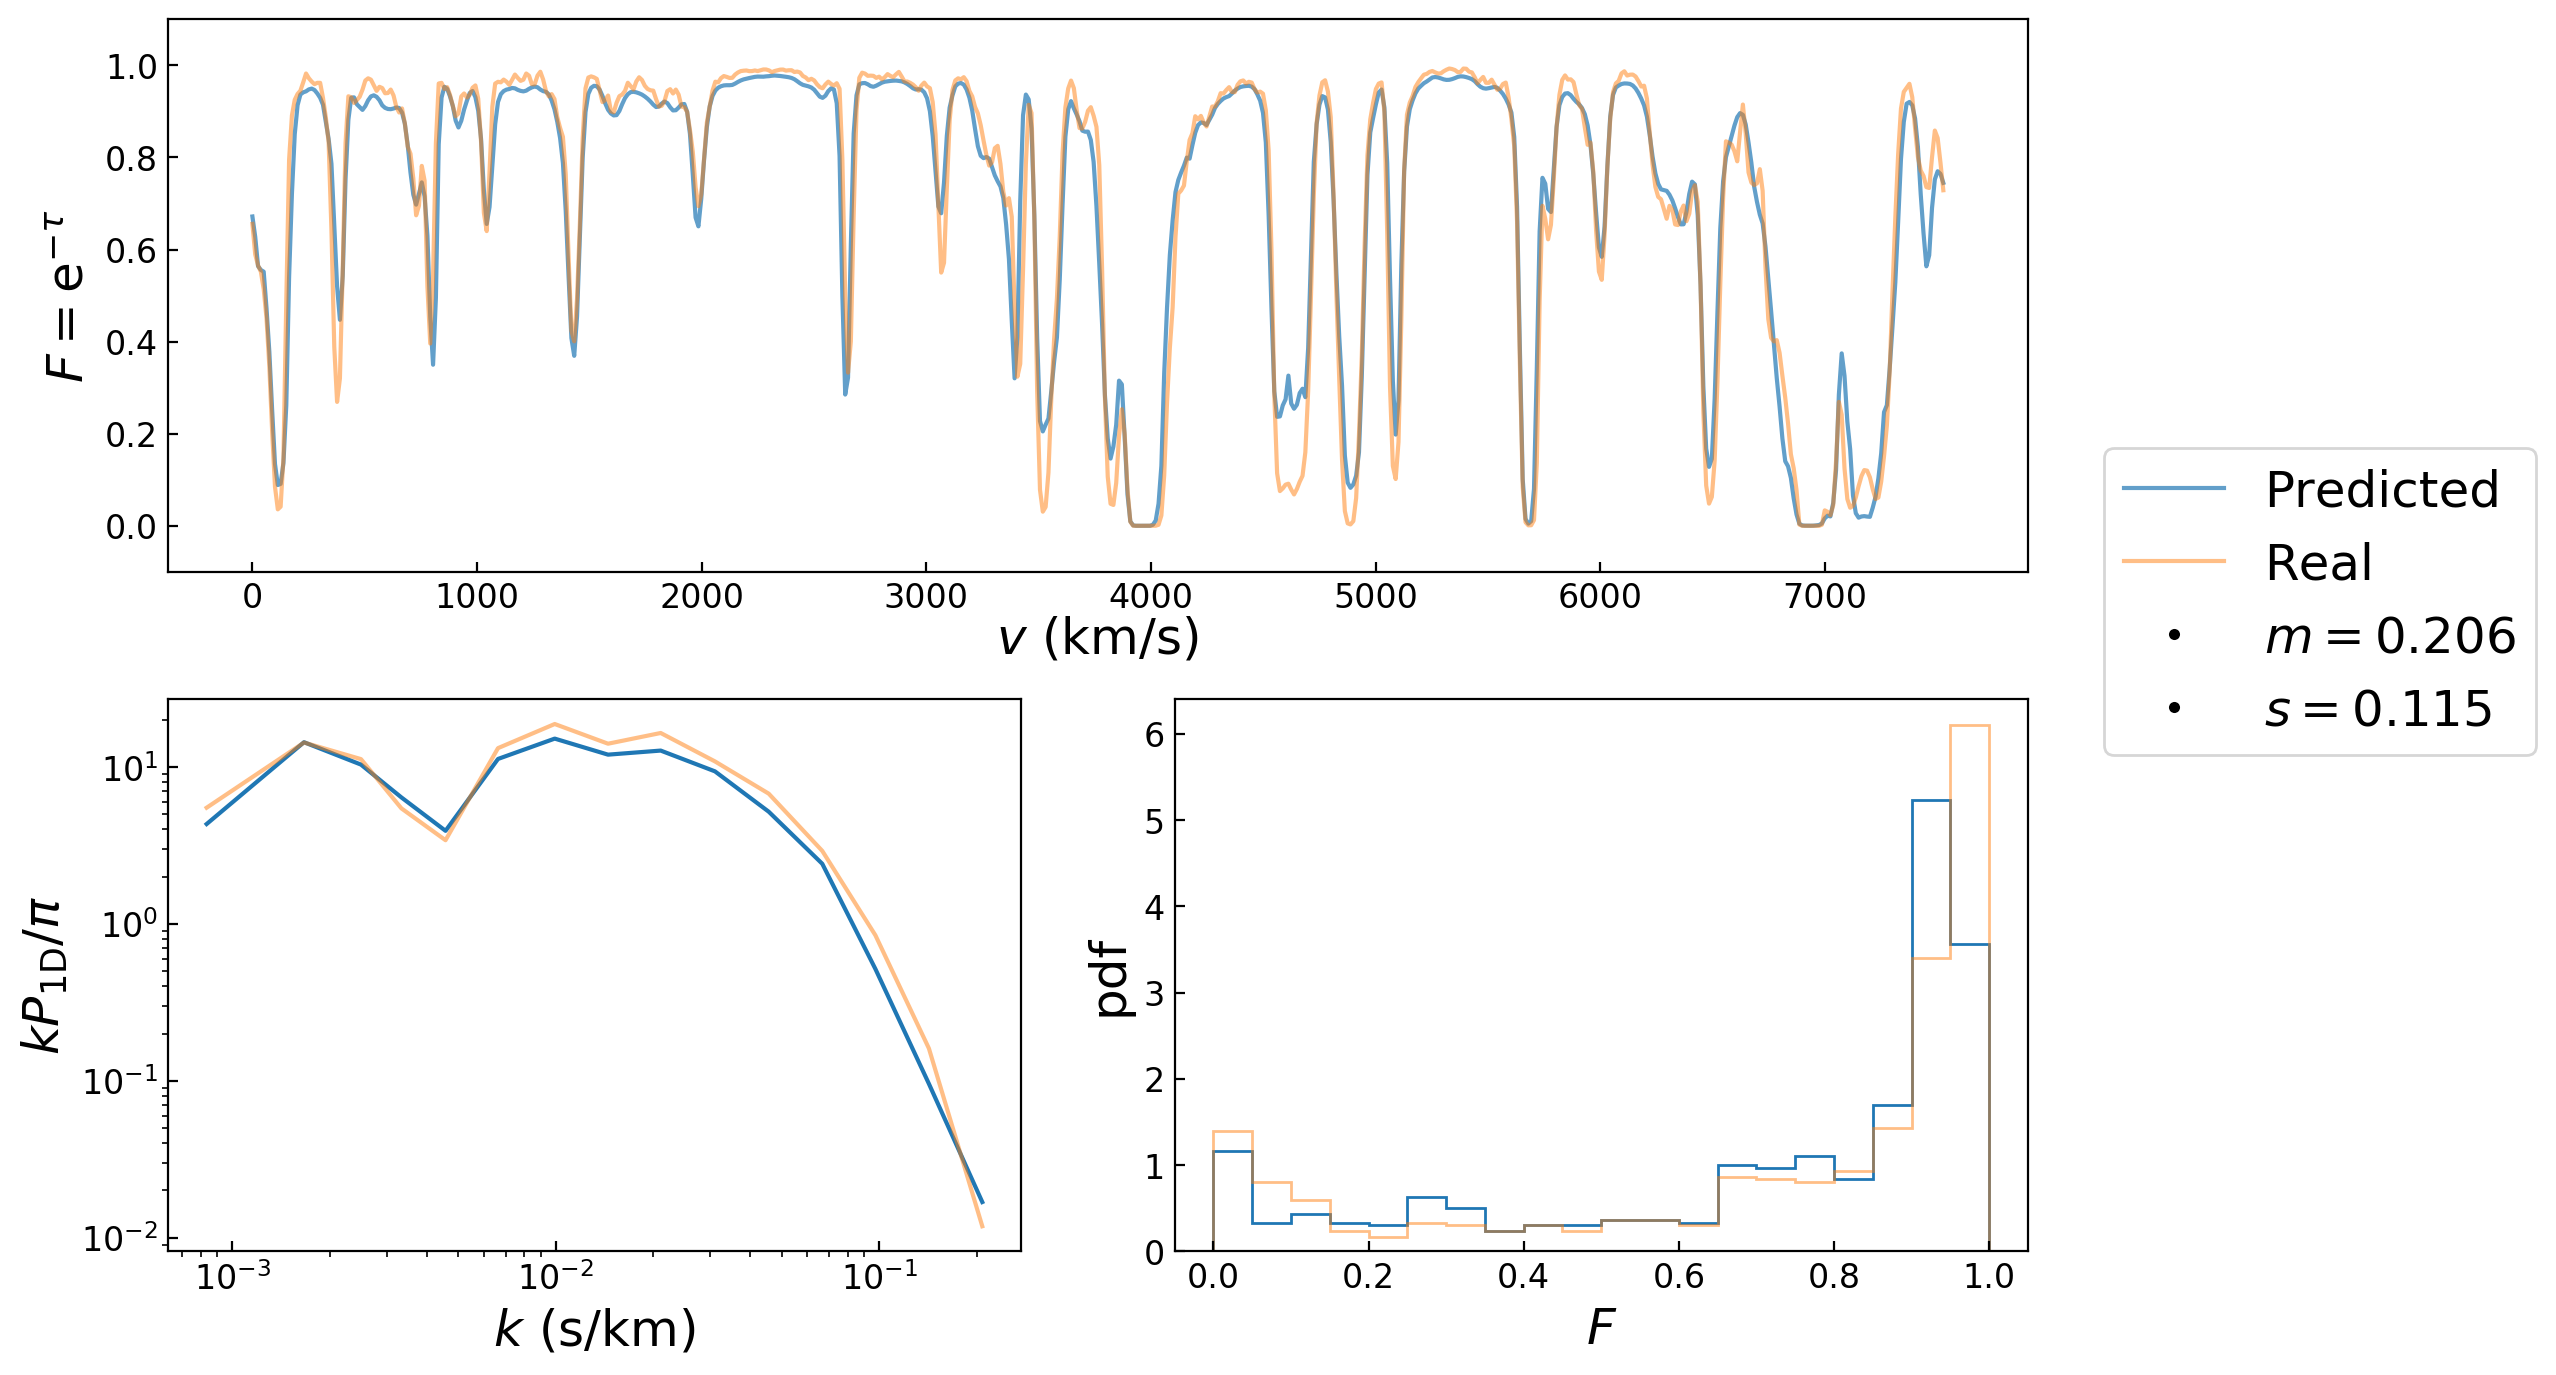 F = e^{-τ}
1.0
0.8
0.6
0.4
0.2
0.0
0 1000 2000 3000 4000 5000 6000 7000
v (km/s)
Predicted
Real
m = 0.206
s = 0.115
kP_{1D}/π
10^1
10^0
10^{-1}
10^{-2}
10^{-3} 10^{-2} 10^{-1}
k (s/km)
pdf
6
5
4
3
2
1
0
0.0 0.2 0.4 0.6 0.8 1.0
F